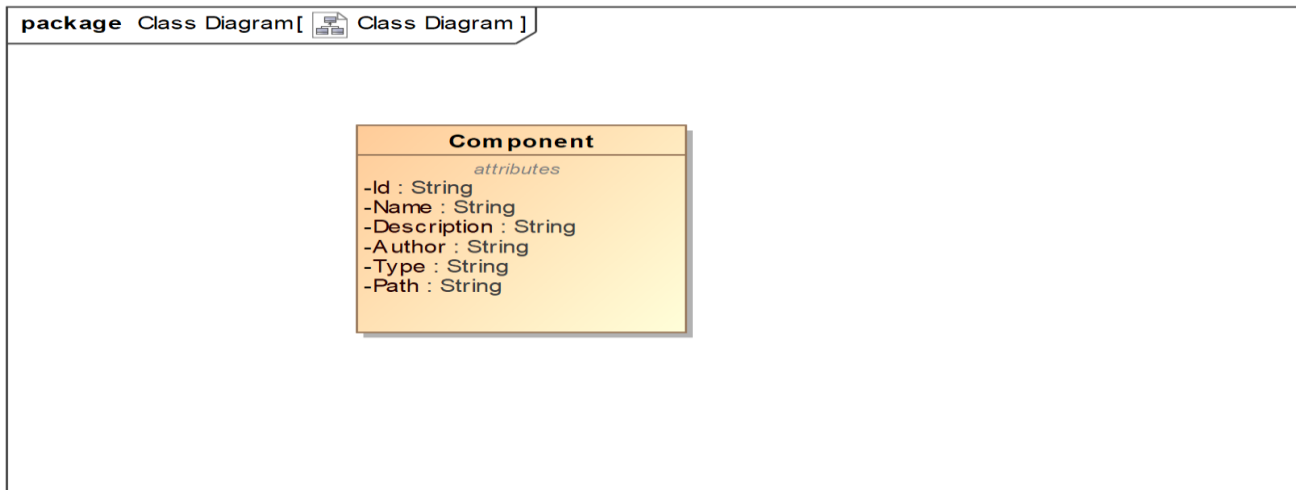 package Class Diagram[ Class Diagram ]
Component
attributes
-Id : String
-Name : String
-Description : String
-Author : String
-Type : String
-Path : String